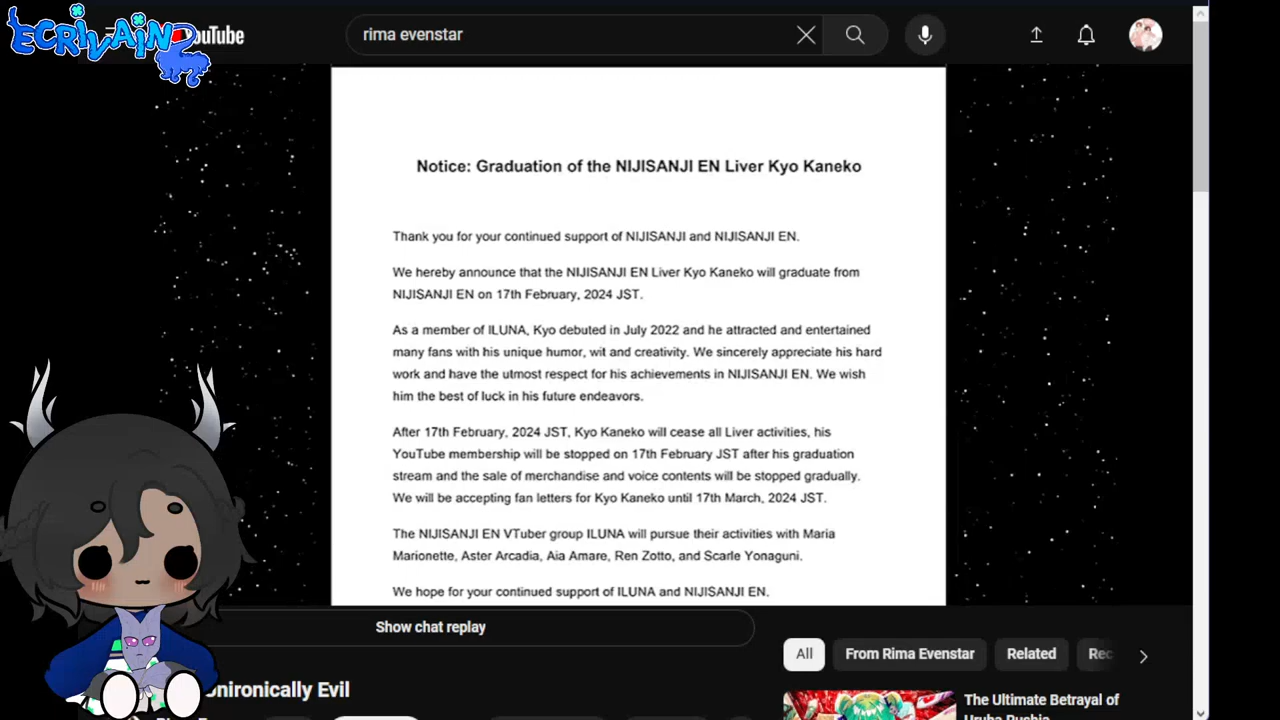 ECRIVAIN
YouTube
rima evenstar
Notice: Graduation of the NIJISANJI EN Liver Kyo Kaneko
Thank you for your continued support of NIJISANJI and NIJISANJI EN.
We hereby announce that the NIJISANJI EN Liver Kyo Kaneko will graduate from
NIJISANJI EN on 17th February, 2024 JST.
As a member of ILUNA, Kyo debuted in July 2022 and he attracted and entertained
many fans with his unique humor, wit and creativity. We sincerely appreciate his hard
work and have the utmost respect for his achievements in NIJISANJI EN. We wish
him the best of luck in his future endeavors.
After 17th February, 2024 JST, Kyo Kaneko will cease all Liver activities, his
YouTube membership will be stopped on 17th February JST after his graduation
stream and the sale of merchandise and voice contents will be stopped gradually.
We will be accepting fan letters for Kyo Kaneko until 17th March, 2024 JST.
The NIJISANJI EN VTuber group ILUNA will pursue their activities with Maria
Marionette, Aster Arcadia, Aia Amare, Ren Zotto, and Scarle Yonaguni.
We hope for your continued support of ILUNA and NIJISANJI EN.
Show chat replay
All
From Rima Evenstar
Related
Rec
Unironically Evil
The Ultimate Betrayal of